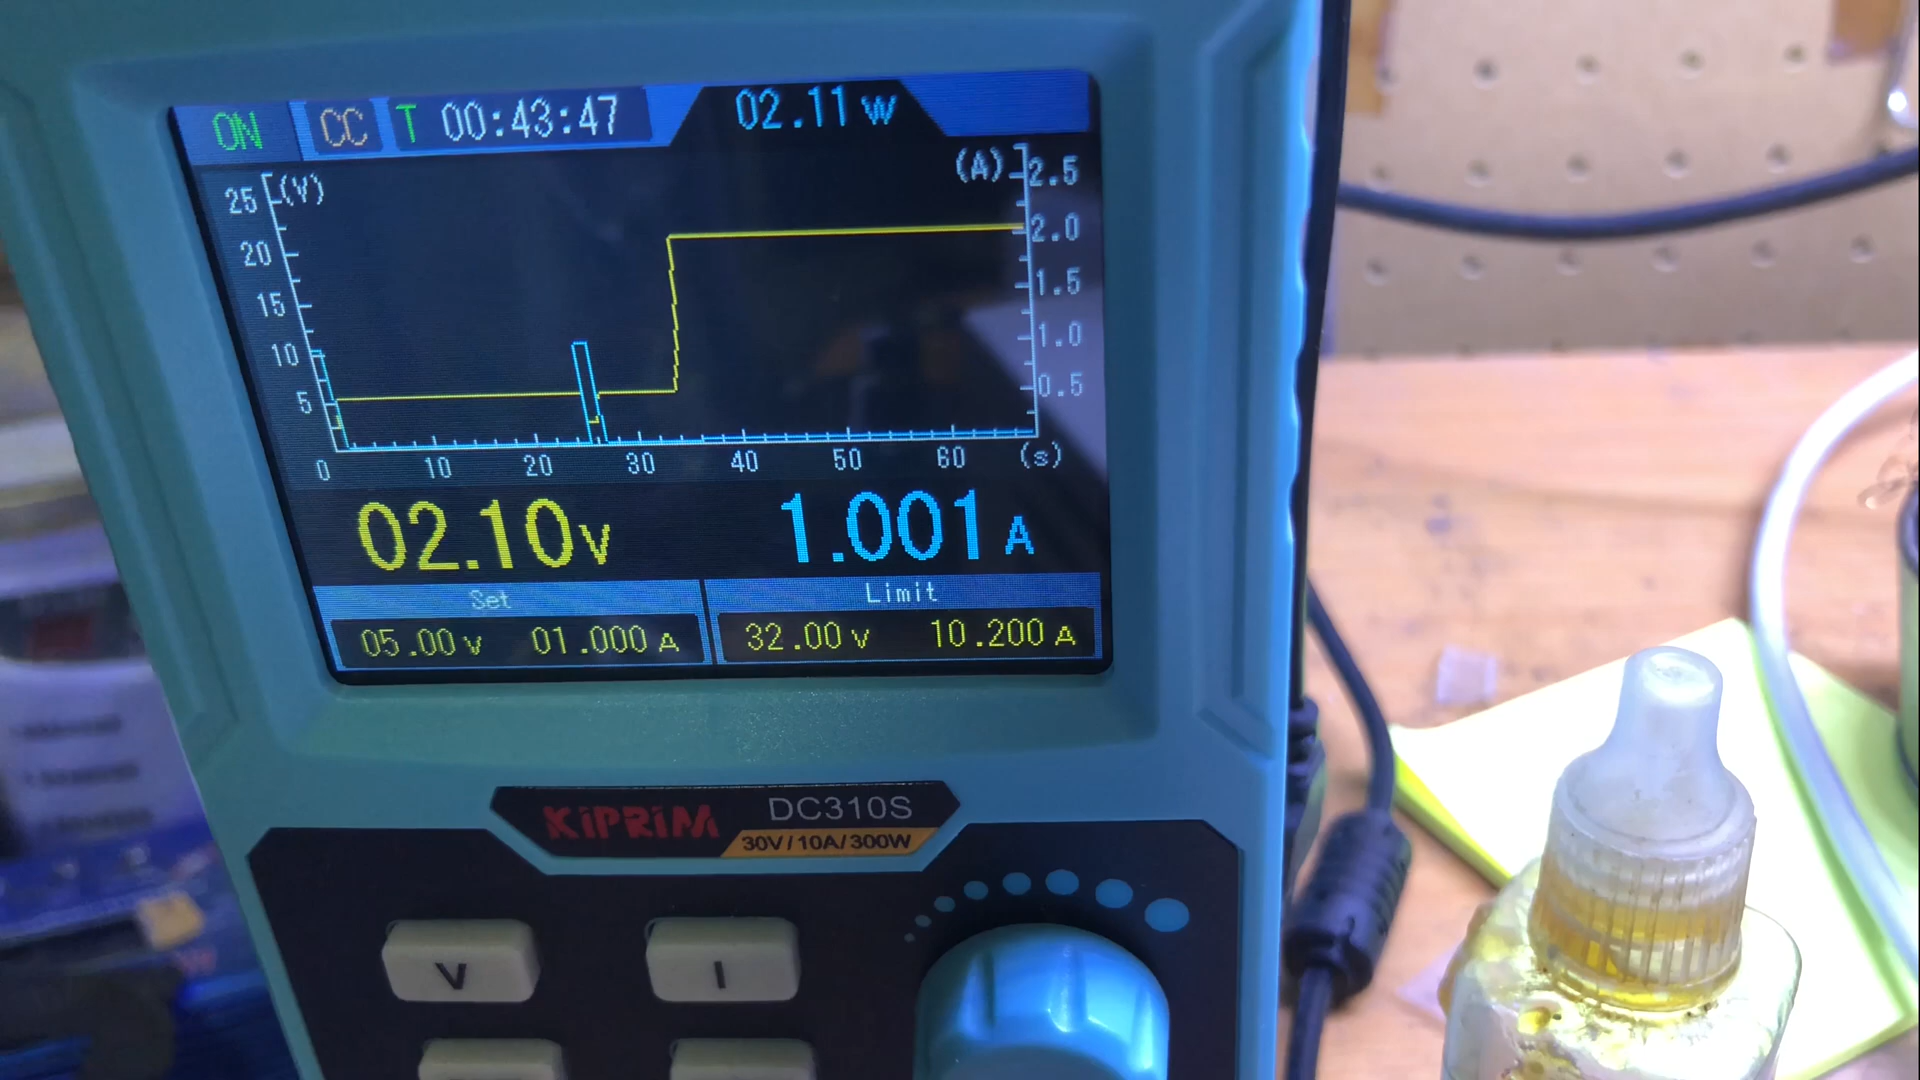 ON CC T 00:43:47 02.11 W
(V) (A)
25 2.5
20 2.0
15 1.5
10 1.0
5 0.5
0 10 20 30 40 50 60 (s)
02.10 V 1.001 A
Set Limit
05.00 V 01.000 A 32.00 V 10.200 A
KIPRIM DC310S
30V/10A/300W
V I